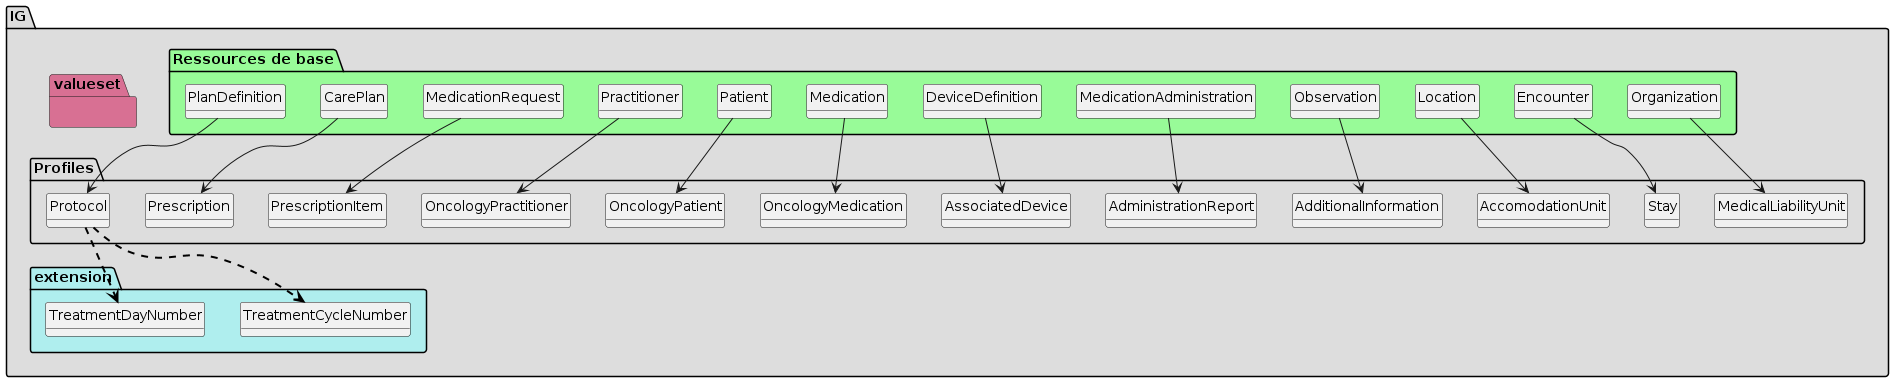 IG
Ressources de base
valueset
PlanDefinition
CarePlan
MedicationRequest
Practitioner
Patient
Medication
DeviceDefinition
MedicationAdministration
Observation
Location
Encounter
Organization
Profiles
Protocol
Prescription
PrescriptionItem
OncologyPractitioner
OncologyPatient
OncologyMedication
AssociatedDevice
AdministrationReport
AdditionalInformation
AccomodationUnit
Stay
MedicalLiabilityUnit
extension
TreatmentDayNumber
TreatmentCycleNumber